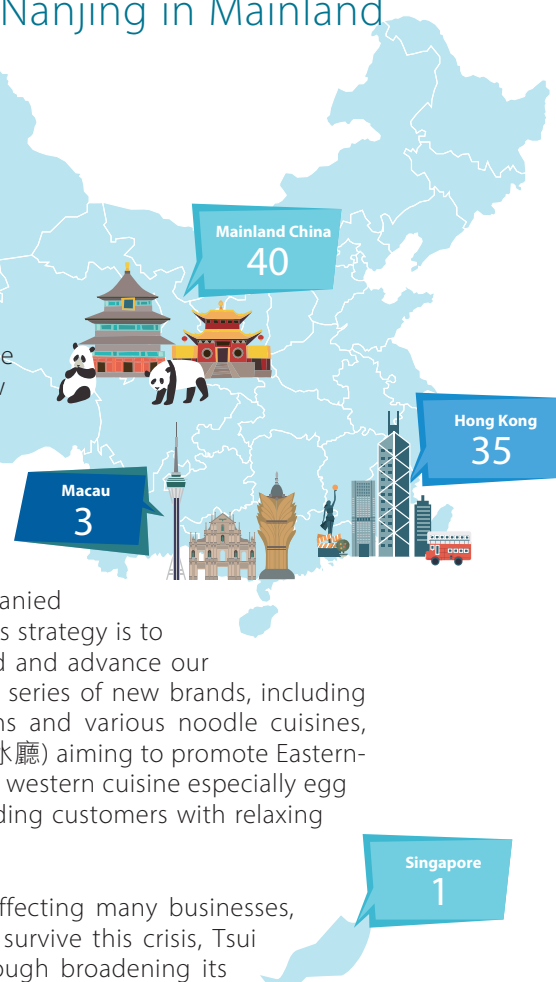 Nanjing in Mainland
Mainland China
40
e
Hong Kong
35
Macau
3
anied
s strategy is to
d and advance our
series of new brands, including
ns and various noodle cuisines,
冰廳) aiming to promote Eastern-
western cuisine especially egg
ding customers with relaxing
Singapore
1
ffecting many businesses,
survive this crisis, Tsui
ough broadening its